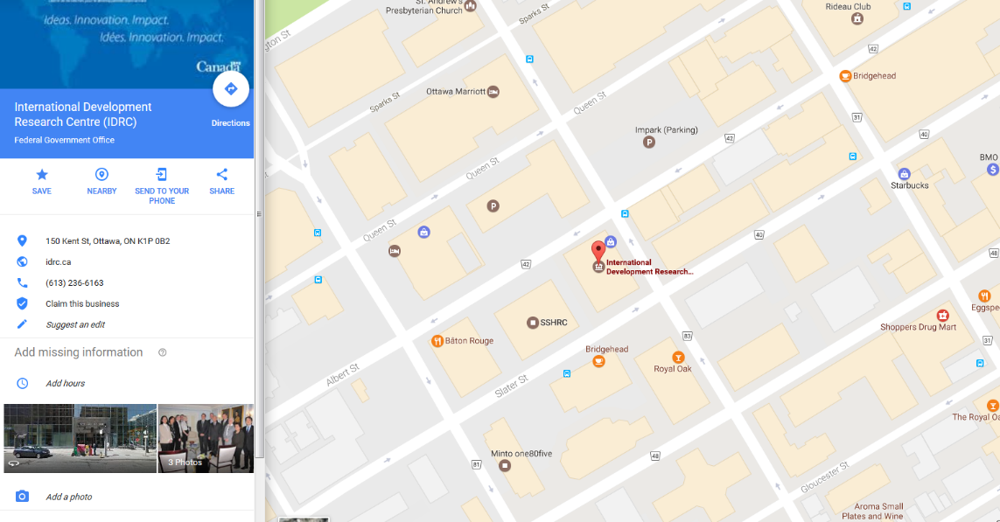 Ideas. Innovation. Impact.
Idées. Innovation. Impact.
Canada
International Development
Research Centre (IDRC)
Federal Government Office
Directions
SAVE
NEARBY
SEND TO YOUR
PHONE
SHARE
150 Kent St, Ottawa, ON K1P 0B2
idrc.ca
(613) 236-6163
Claim this business
Suggest an edit
Add missing information
Add hours
3 Photos
Add a photo
St. Andrew's
Presbyterian Church
Sparks St
Rideau Club
ngton St
42
Ottawa Marriott
Sparks St
Queen St
Bridgehead
Impark (Parking)
P
42
31
40
BMO
Queen St
Starbucks
P
Queen St
40
42
48
International
Development Research...
Eggspe
SSHRC
Shoppers Drug Mart
Bâton Rouge
83
31
Bridgehead
Royal Oak
Albert St
Slater St
The Royal Oa
Minto one80five
48
81
Gloucester St
Aroma Small
Plates and Wine